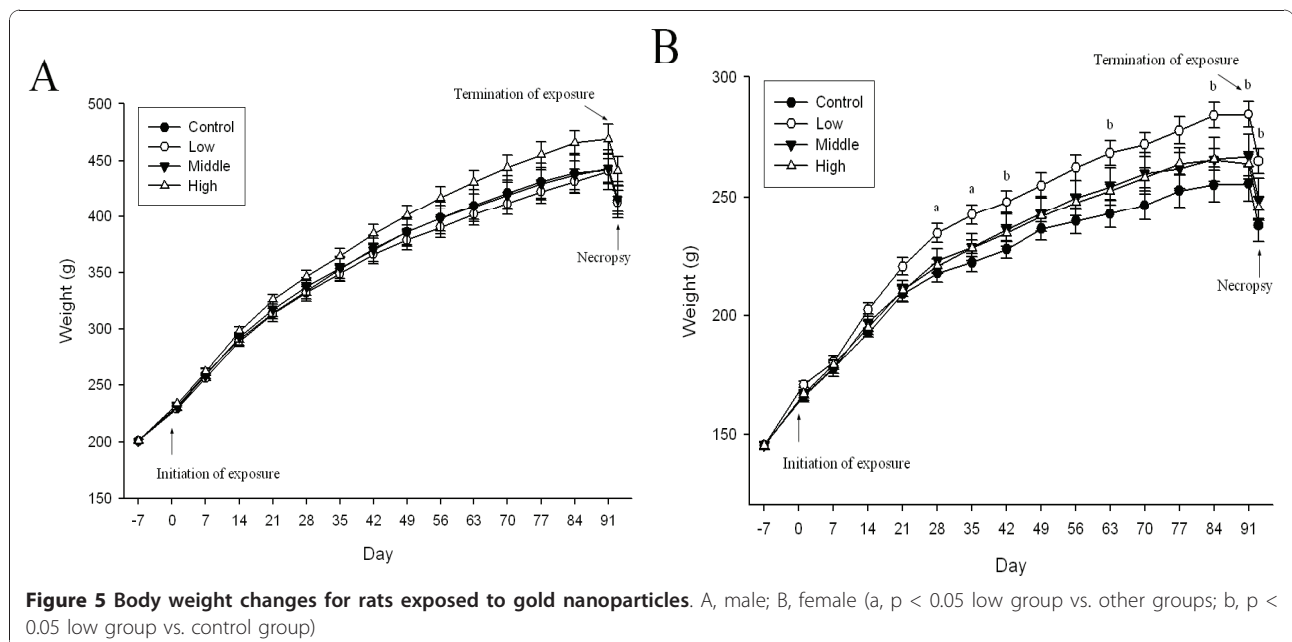 A
500
450
400
350
300
250
200
150
Weight (g)
Control
Low
Middle
High
Termination of exposure
Necropsy
Initiation of exposure
-7 0 7 14 21 28 35 42 49 56 63 70 77 84 91
Day
B
300
250
200
150
Weight (g)
Control
Low
Middle
High
Termination of exposure
a a b b b b b
Necropsy
Initiation of exposure
-7 0 7 14 21 28 35 42 49 56 63 70 77 84 91
Day
Figure 5 Body weight changes for rats exposed to gold nanoparticles. A, male; B, female (a, p < 0.05 low group vs. other groups; b, p <
0.05 low group vs. control group)